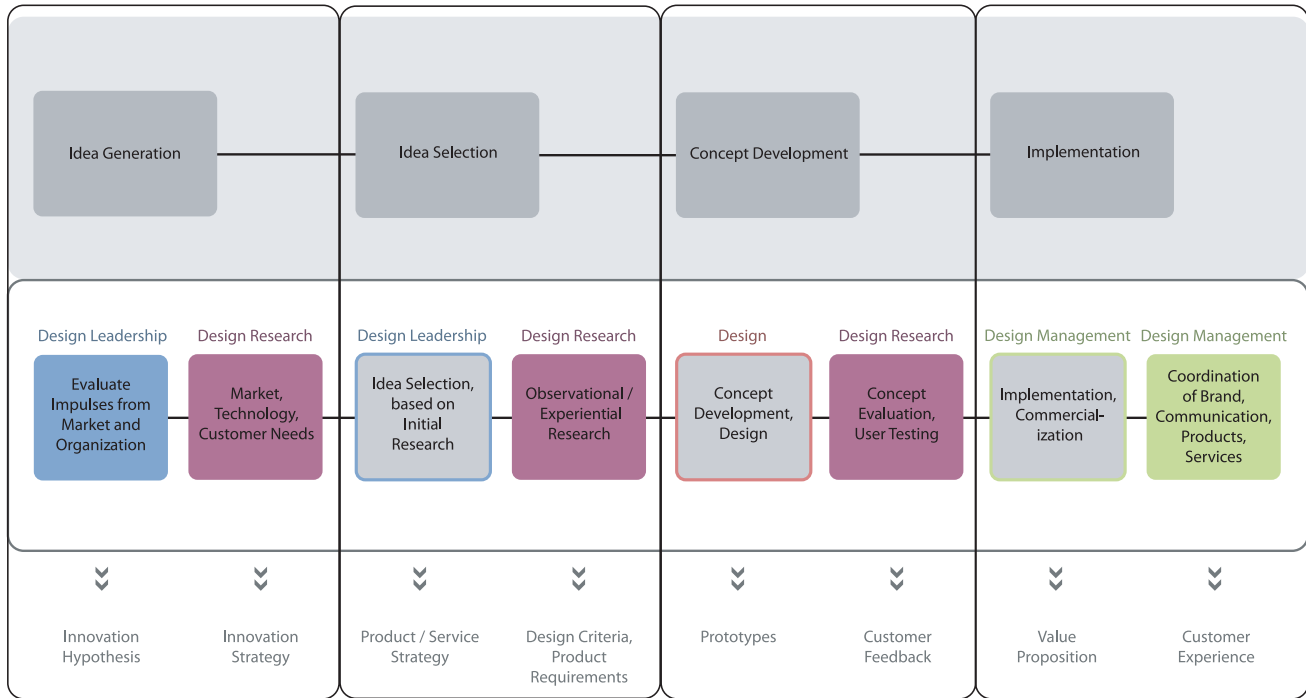 Idea Generation
Idea Selection
Concept Development
Implementation
Design Leadership
Evaluate
Impulses from
Market and
Organization
Design Research
Market,
Technology,
Customer Needs
Design Leadership
Idea Selection,
based on
Initial
Research
Design Research
Observational /
Experiential
Research
Design
Concept
Development,
Design
Design Research
Concept
Evaluation,
User Testing
Design Management
Implementation,
Commercial-
ization
Design Management
Coordination
of Brand,
Communication,
Products,
Services
Innovation
Hypothesis
Innovation
Strategy
Product / Service
Strategy
Design Criteria,
Product
Requirements
Prototypes
Customer
Feedback
Value
Proposition
Customer
Experience